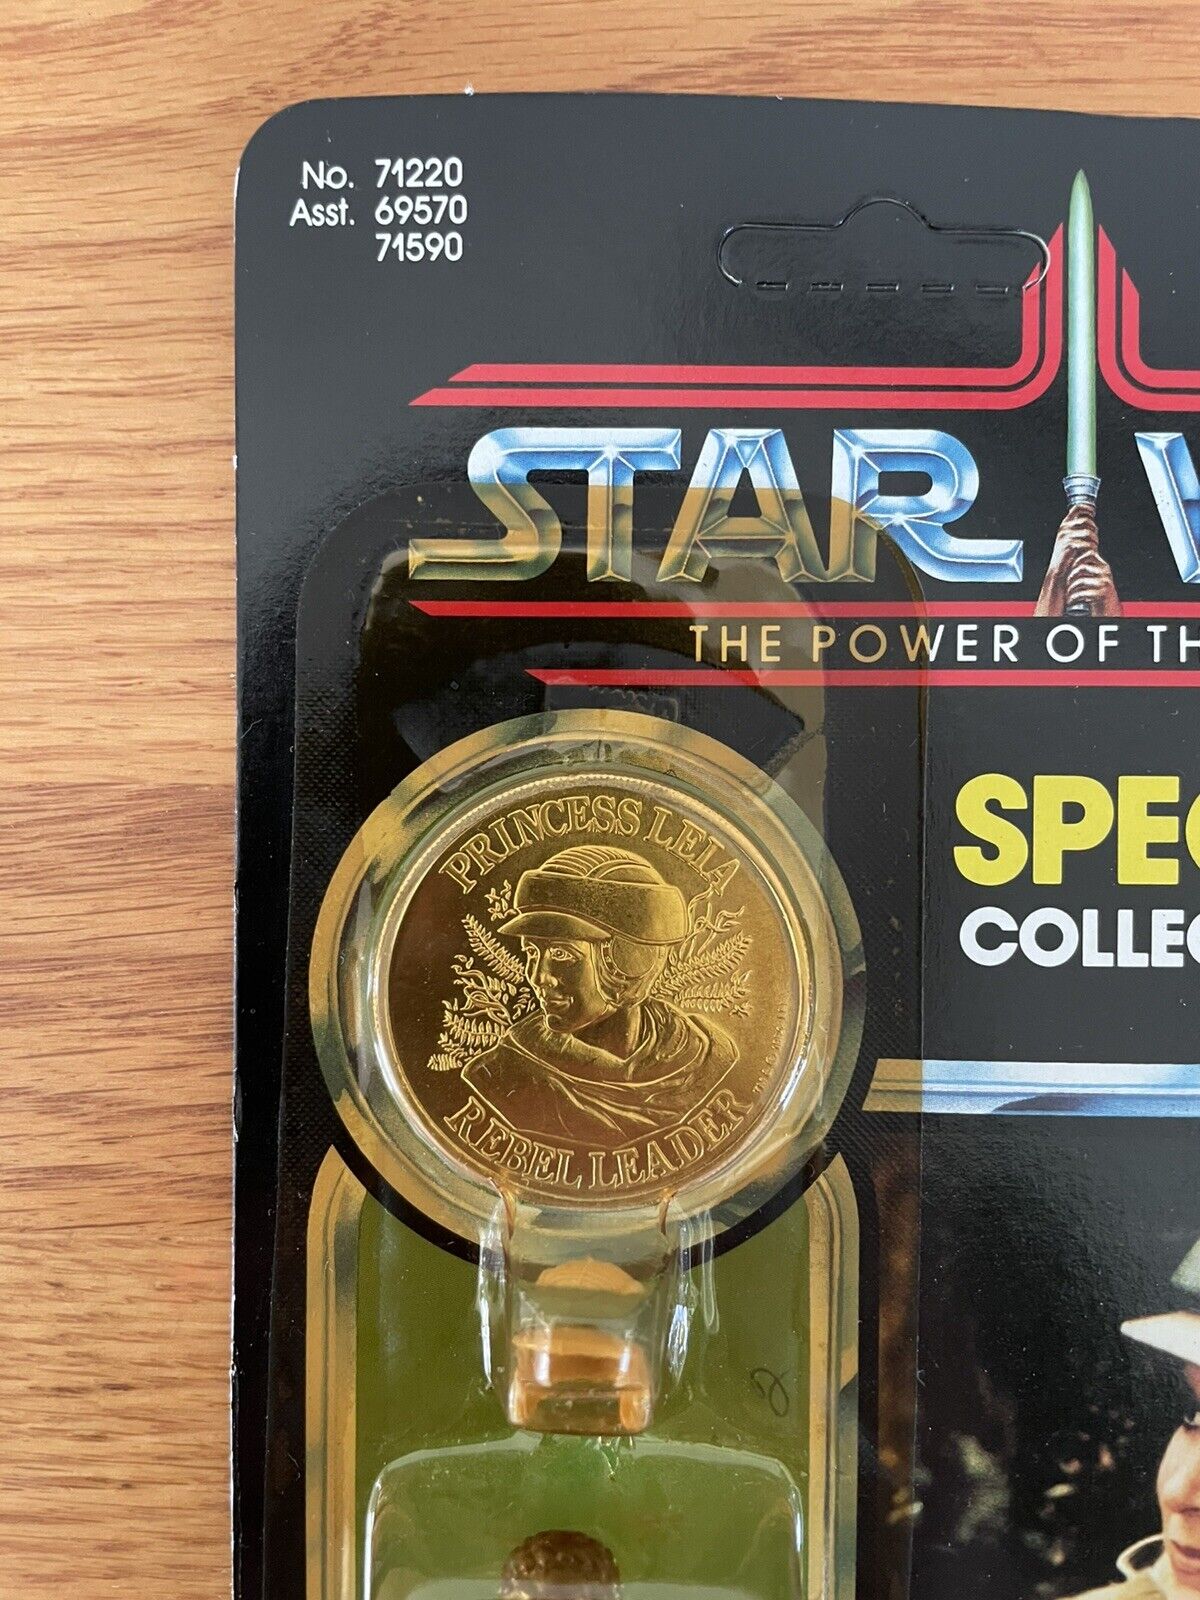 No. 71220
Asst. 69570
71590
STAR W
THE POWER OF TH
SPEC
COLLEC
PRINCESS LEIA
REBEL LEADER